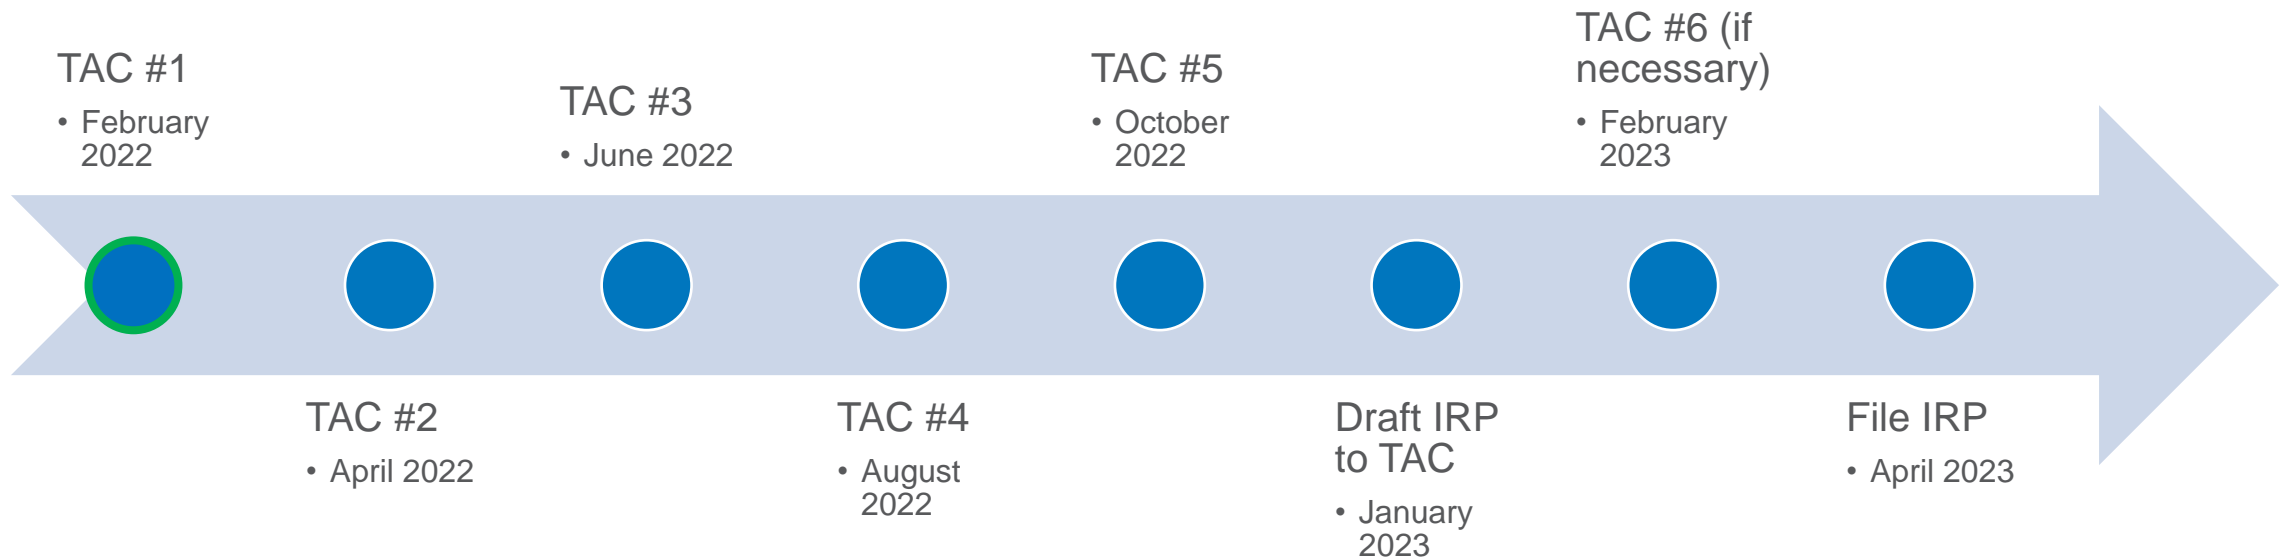 TAC #1
• February
2022
TAC #2
• April 2022
TAC #3
• June 2022
TAC #4
• August
2022
TAC #5
• October
2022
Draft IRP
to TAC
• January
2023
TAC #6 (if
necessary)
• February
2023
File IRP
• April 2023